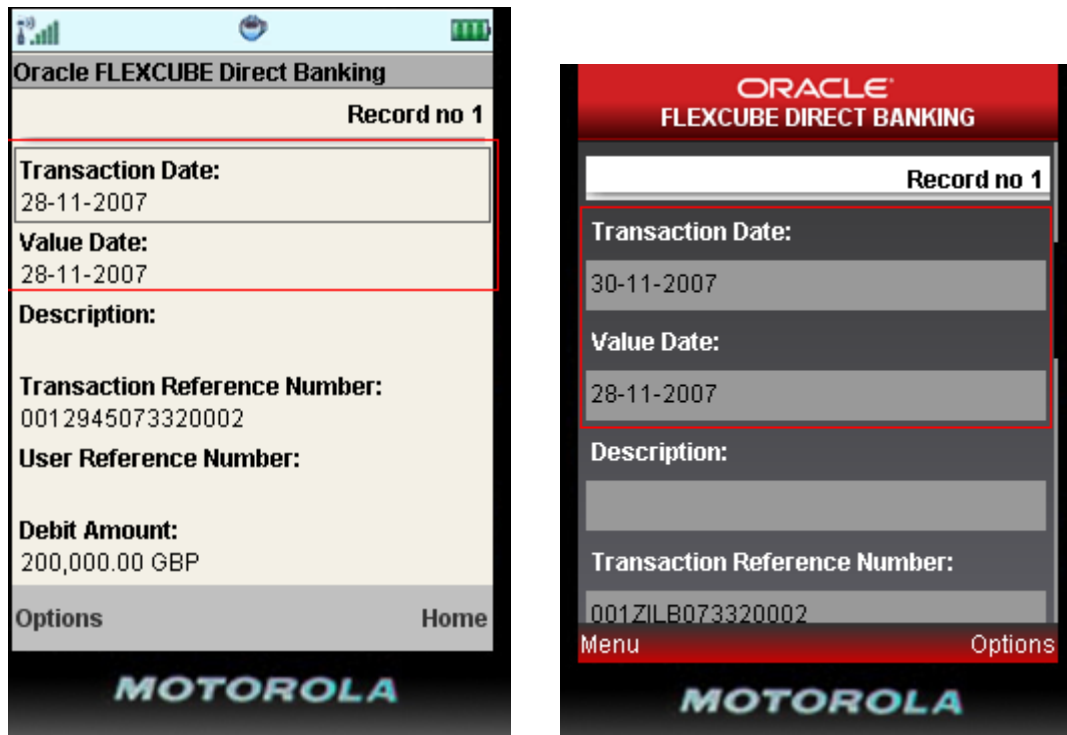 Oracle FLEXCUBE Direct Banking
Record no 1
Transaction Date:
28-11-2007
Value Date:
28-11-2007
Description:
Transaction Reference Number:
0012945073320002
User Reference Number:
Debit Amount:
200,000.00 GBP
Options Home
MOTOROLA
ORACLE
FLEXCUBE DIRECT BANKING
Record no 1
Transaction Date:
30-11-2007
Value Date:
28-11-2007
Description:
Transaction Reference Number:
001ZILB073320002
Menu Options
MOTOROLA